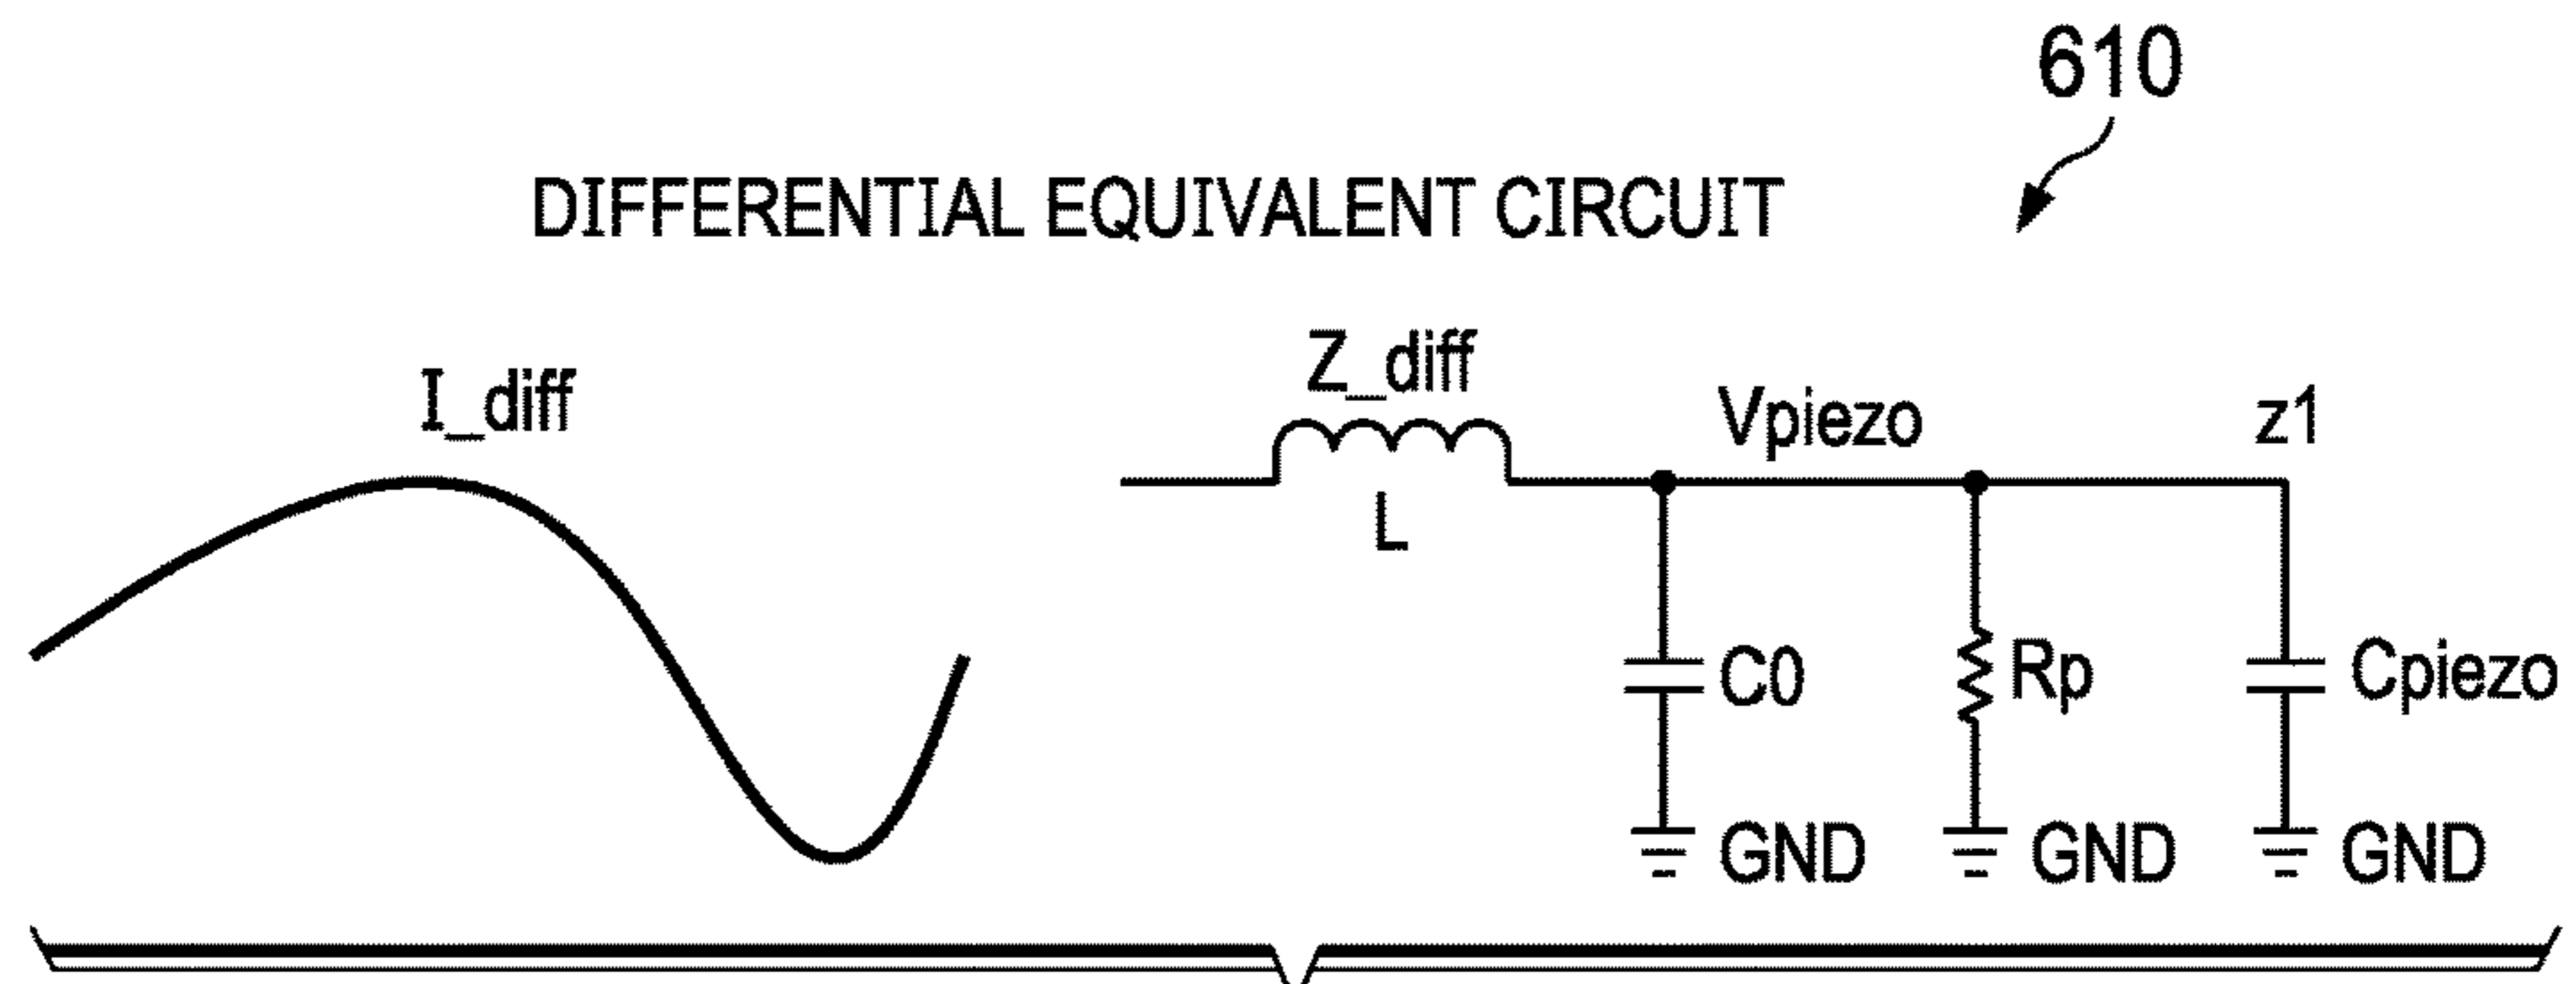 610
DIFFERENTIAL EQUIVALENT CIRCUIT
I_diff
Z_diff
L
Vpiezo
z1
C0
Rp
Cpiezo
GND
GND
GND